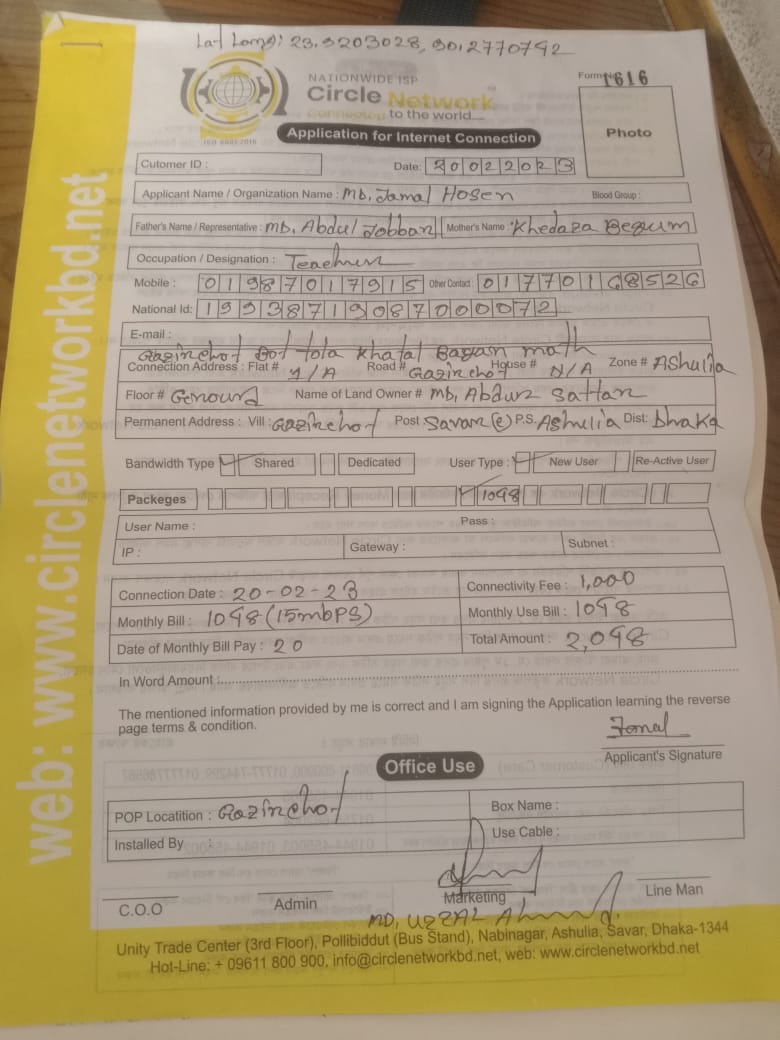 Lat Long: 23.9203028, 90.2770792
NATIONWIDE ISP
Circle Network
Connected to the world
ISO 9001:2015
Form No 1616
Application for Internet Connection
Photo
Cutomer ID :
Date: 20022023
Applicant Name / Organization Name : Md. Jamal Hosen Blood Group :
Father's Name / Representative : Md. Abdul Jobban Mother's Name : Khedaza Begum
Occupation / Designation : Teacher
Mobile : 01987017915 Other Contact : 01770168526
National Id: 19938719087000072
E-mail :
Gazirchot Bot tola Khatal Bagan math
Connection Address : Flat # N/A Road # Gazirchot House # N/A Zone # Ashulia
Floor # Ground Name of Land Owner # Md. Abdur Sattar
Permanent Address : Vill : Gazirchot Post Savar (e) P.S. Ashulia Dist: Dhaka
Bandwidth Type Shared Dedicated User Type : New User Re-Active User
Packeges 1098
User Name : Pass :
IP : Gateway : Subnet :
Connection Date : 20-02-23 Connectivity Fee : 1,000
Monthly Bill : 1098 (15mbPS) Monthly Use Bill : 1098
Date of Monthly Bill Pay : 20 Total Amount : 2,098
In Word Amount :
The mentioned information provided by me is correct and I am signing the Application learning the reverse
page terms & condition.
Jamal
Applicant's Signature
Office Use
POP Locatition : Gazirchot Box Name :
Installed By : Use Cable :
C.O.O Admin Marketing Line Man
MD. UZZAL Ahmed.
Unity Trade Center (3rd Floor), Pollibiddut (Bus Stand), Nabinagar, Ashulia, Savar, Dhaka-1344
Hot-Line: + 09611 800 900, info@circlenetworkbd.net, web: www.circlenetworkbd.net
web: www.circlenetworkbd.net